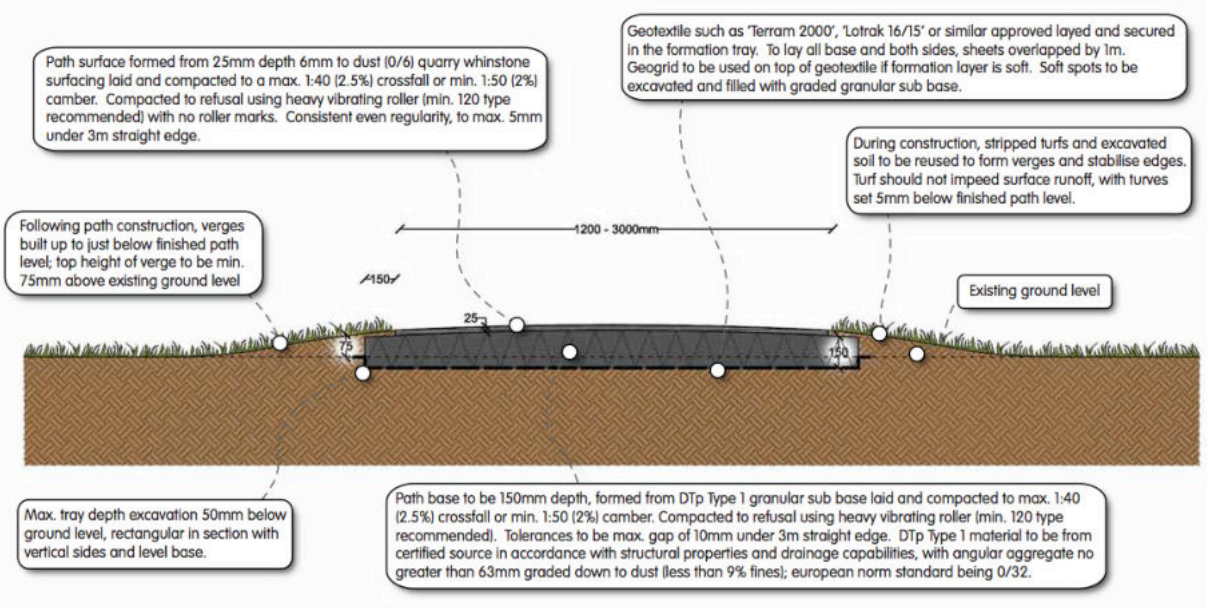 Geotextile such as 'Terram 2000', 'Lotrak 16/15' or similar approved layed and secured
in the formation tray. To lay all base and both sides, sheets overlapped by 1m.
Geogrid to be used on top of geotextile if formation layer is soft. Soft spots to be
excavated and filled with graded granular sub base.
Path surface formed from 25mm depth 6mm to dust (0/6) quarry whinstone
surfacing laid and compacted to a max. 1:40 (2.5%) crossfall or min. 1:50 (2%)
camber. Compacted to refusal using heavy vibrating roller (min. 120 type
recommended) with no roller marks. Consistent even regularity, to max. 5mm
under 3m straight edge.
During construction, stripped turfs and excavated
soil to be reused to form verges and stabilise edges.
Turf should not impeed surface runoff, with turves
set 5mm below finished path level.
Following path construction, verges
built up to just below finished path
level; top height of verge to be min.
75mm above existing ground level
1200 - 3000mm
150
Existing ground level
25
75
150
Max. tray depth excavation 50mm below
ground level, rectangular in section with
vertical sides and level base.
Path base to be 150mm depth, formed from DTp Type 1 granular sub base laid and compacted to max. 1:40
(2.5%) crossfall or min. 1:50 (2%) camber. Compacted to refusal using heavy vibrating roller (min. 120 type
recommended). Tolerances to be max. gap of 10mm under 3m straight edge. DTp Type 1 material to be from
certified source in accordance with structural properties and drainage capabilities, with angular aggregate no
greater than 63mm graded down to dust (less than 9% fines); european norm standard being 0/32.